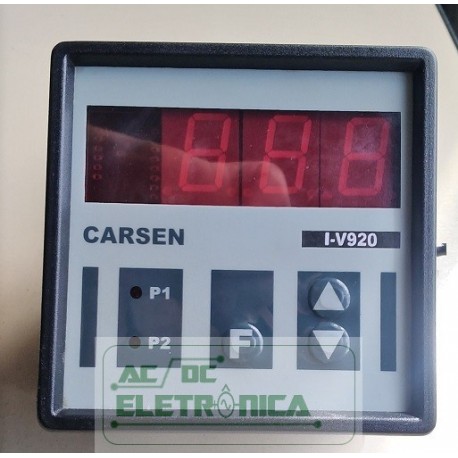 CARSEN
I-V920
P1
P2
F
AC/DC
ELETRÔNICA